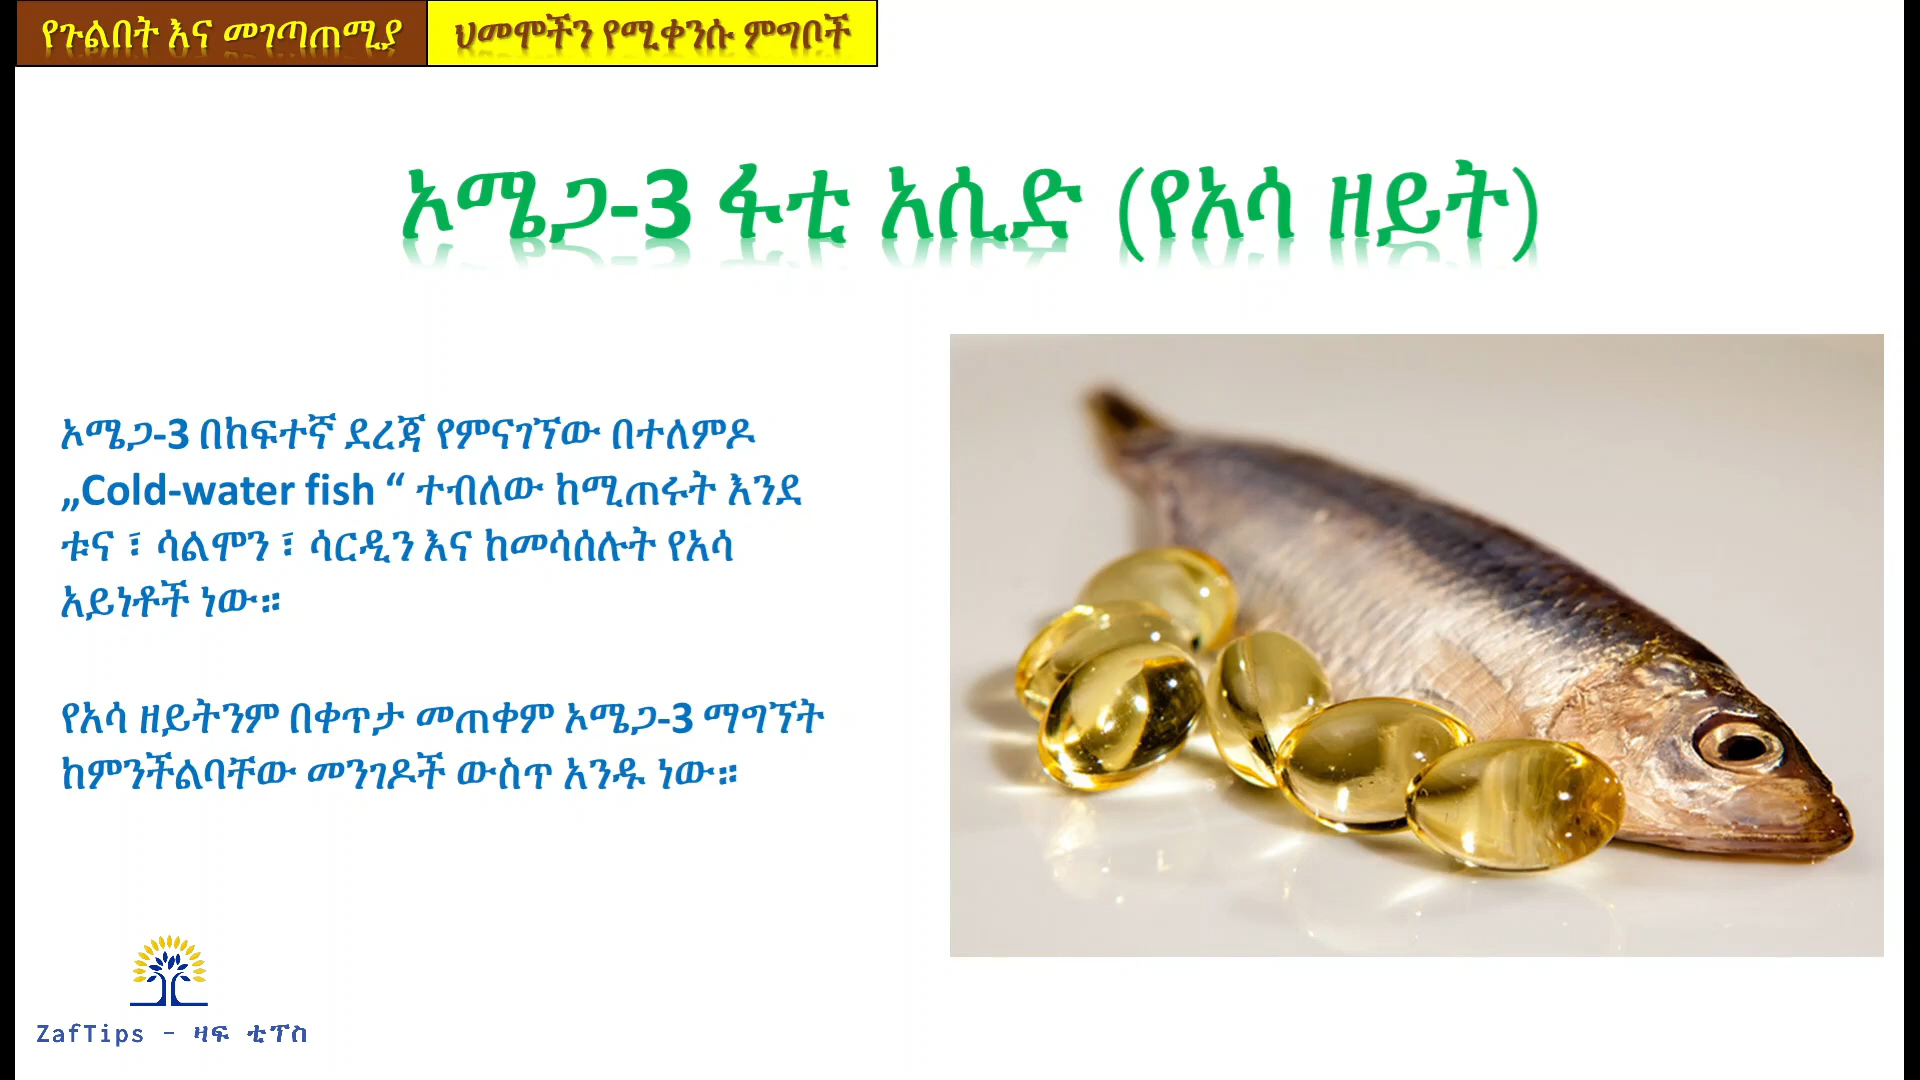 የጉልበት እና መገጣጠሚያ ህመሞችን የሚቀንሱ ምግቦች
ኦሜጋ-3 ፋቲ አሲድ (የአሳ ዘይት)
ኦሜጋ-3 በከፍተኛ ደረጃ የምናገኘው በተለምዶ
„Cold-water fish “ ተብለው ከሚጠሩት እንደ
ቱና ፣ ሳልሞን ፣ ሳርዲን እና ከመሳሰሉት የአሳ
አይነቶች ነው።
የአሳ ዘይትንም በቀጥታ መጠቀም ኦሜጋ-3 ማግኘት
ከምንችልባቸው መንገዶች ውስጥ አንዱ ነው።
ZafTips - ዛፍ ቲፕስ